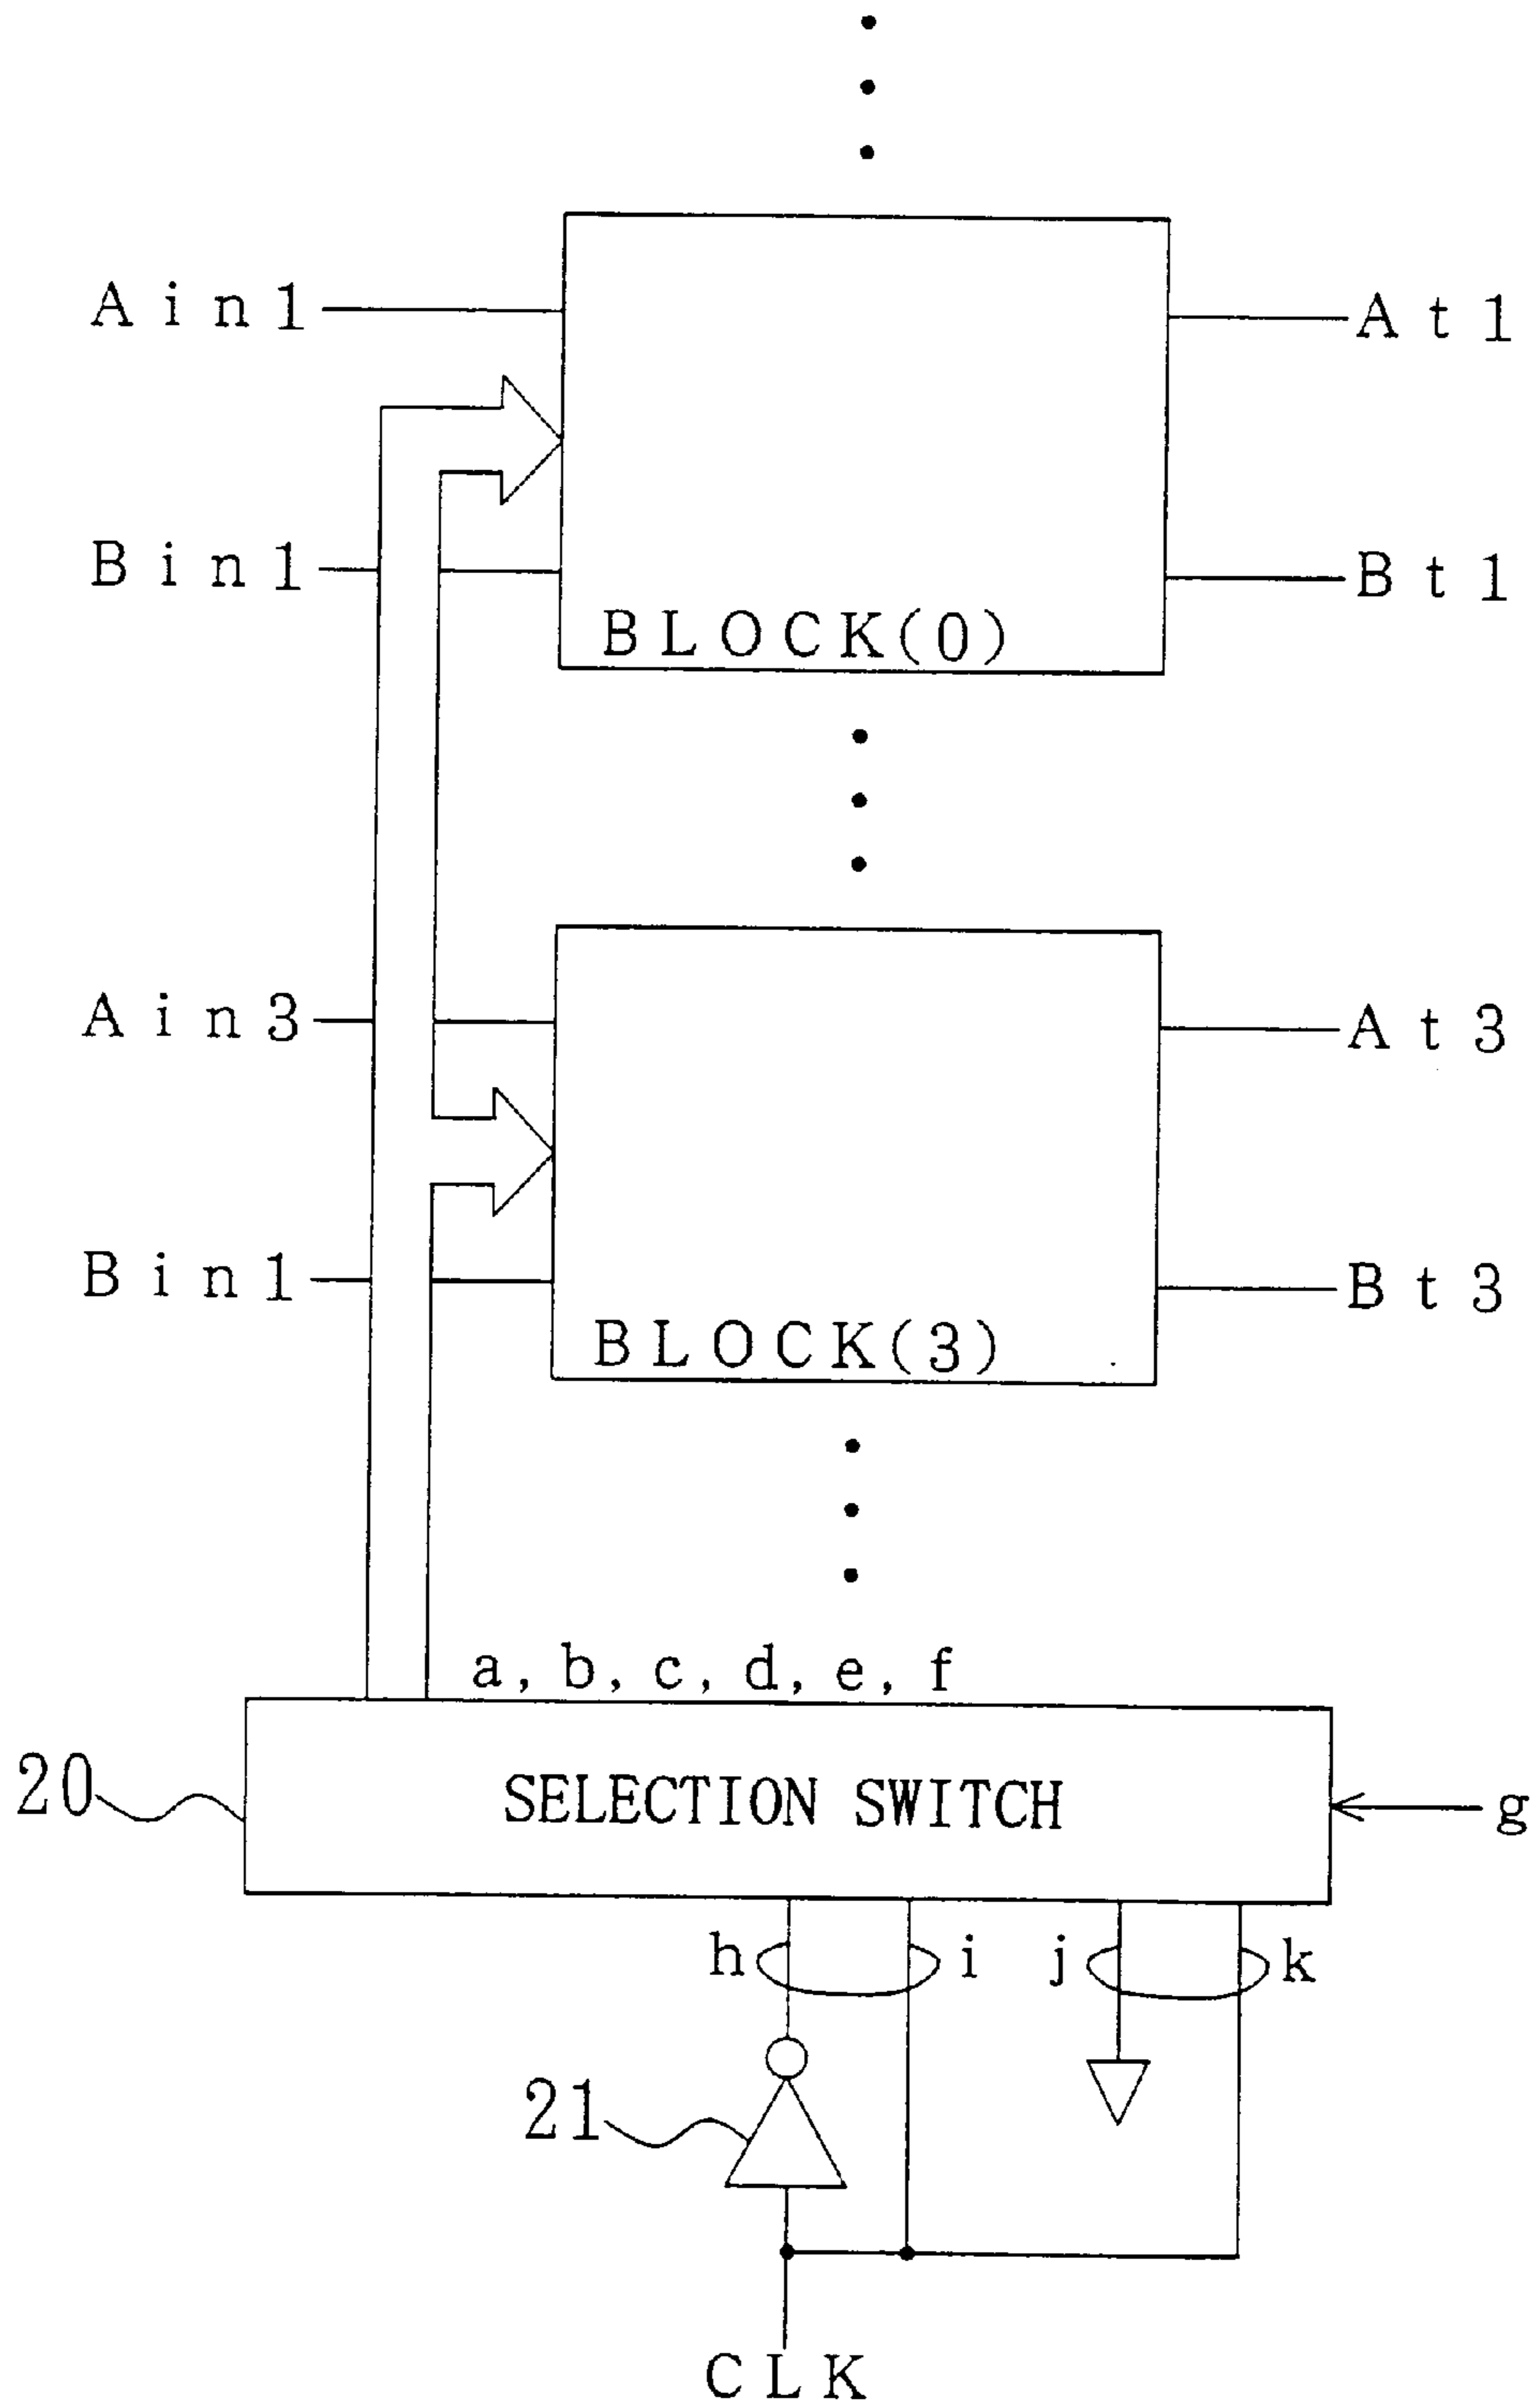 Ain1
At1
Bin1
Bt1
BLOCK(0)
Ain3
At3
Bin1
Bt3
BLOCK(3)
a, b, c, d, e, f
20
SELECTION SWITCH
g
h
i
j
k
21
CLK